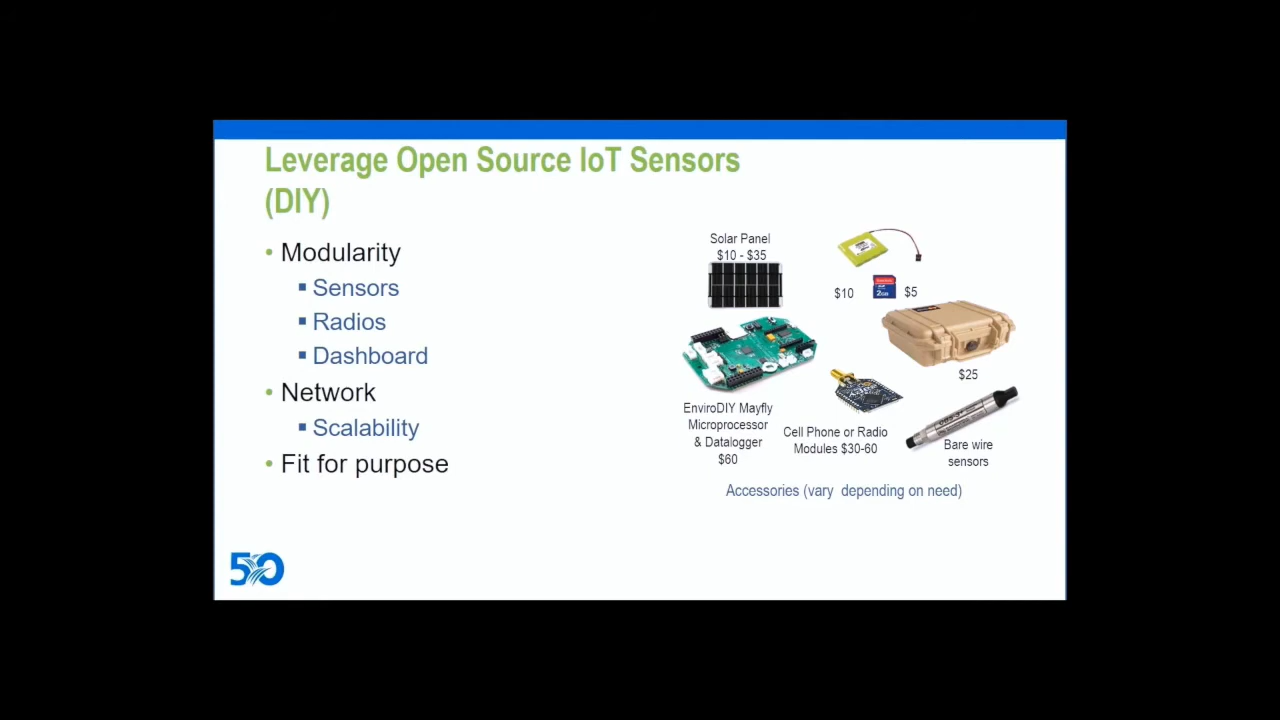 Leverage Open Source IoT Sensors
(DIY)
• Modularity
▪ Sensors
▪ Radios
▪ Dashboard
• Network
▪ Scalability
• Fit for purpose
Solar Panel
$10 - $35
$10
2GB
$5
$25
EnviroDIY Mayfly
Microprocessor
& Datalogger
$60
Cell Phone or Radio
Modules $30-60
Bare wire
sensors
Accessories (vary depending on need)
50